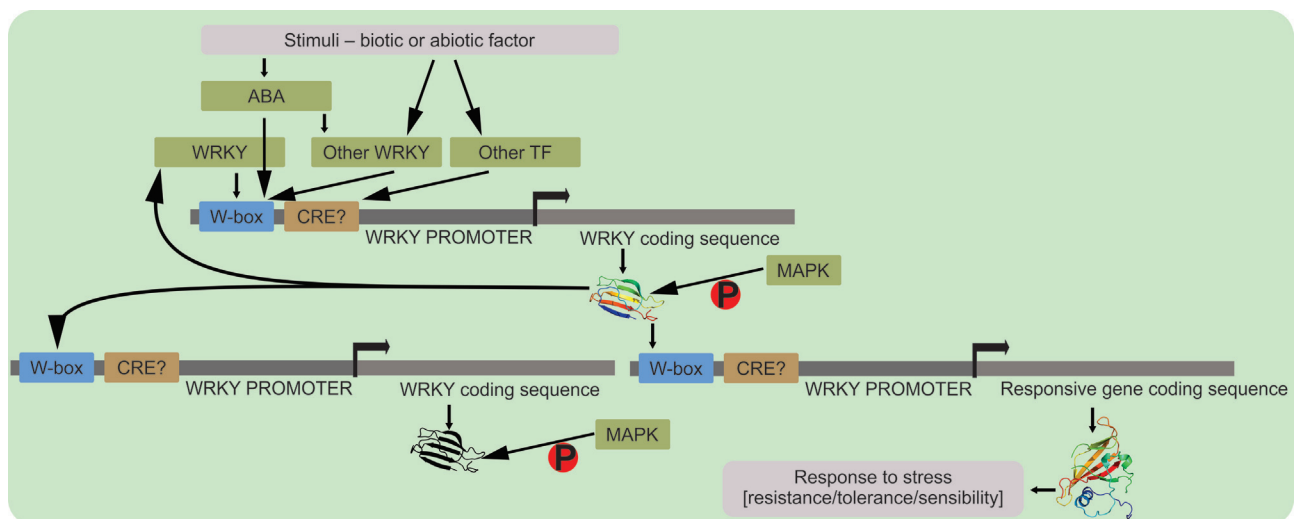 Stimuli – biotic or abiotic factor
ABA
WRKY
Other WRKY
Other TF
W-box
CRE?
WRKY PROMOTER
WRKY coding sequence
MAPK
P
W-box
CRE?
WRKY PROMOTER
WRKY coding sequence
MAPK
P
W-box
CRE?
WRKY PROMOTER
Responsive gene coding sequence
Response to stress
[resistance/tolerance/sensibility]